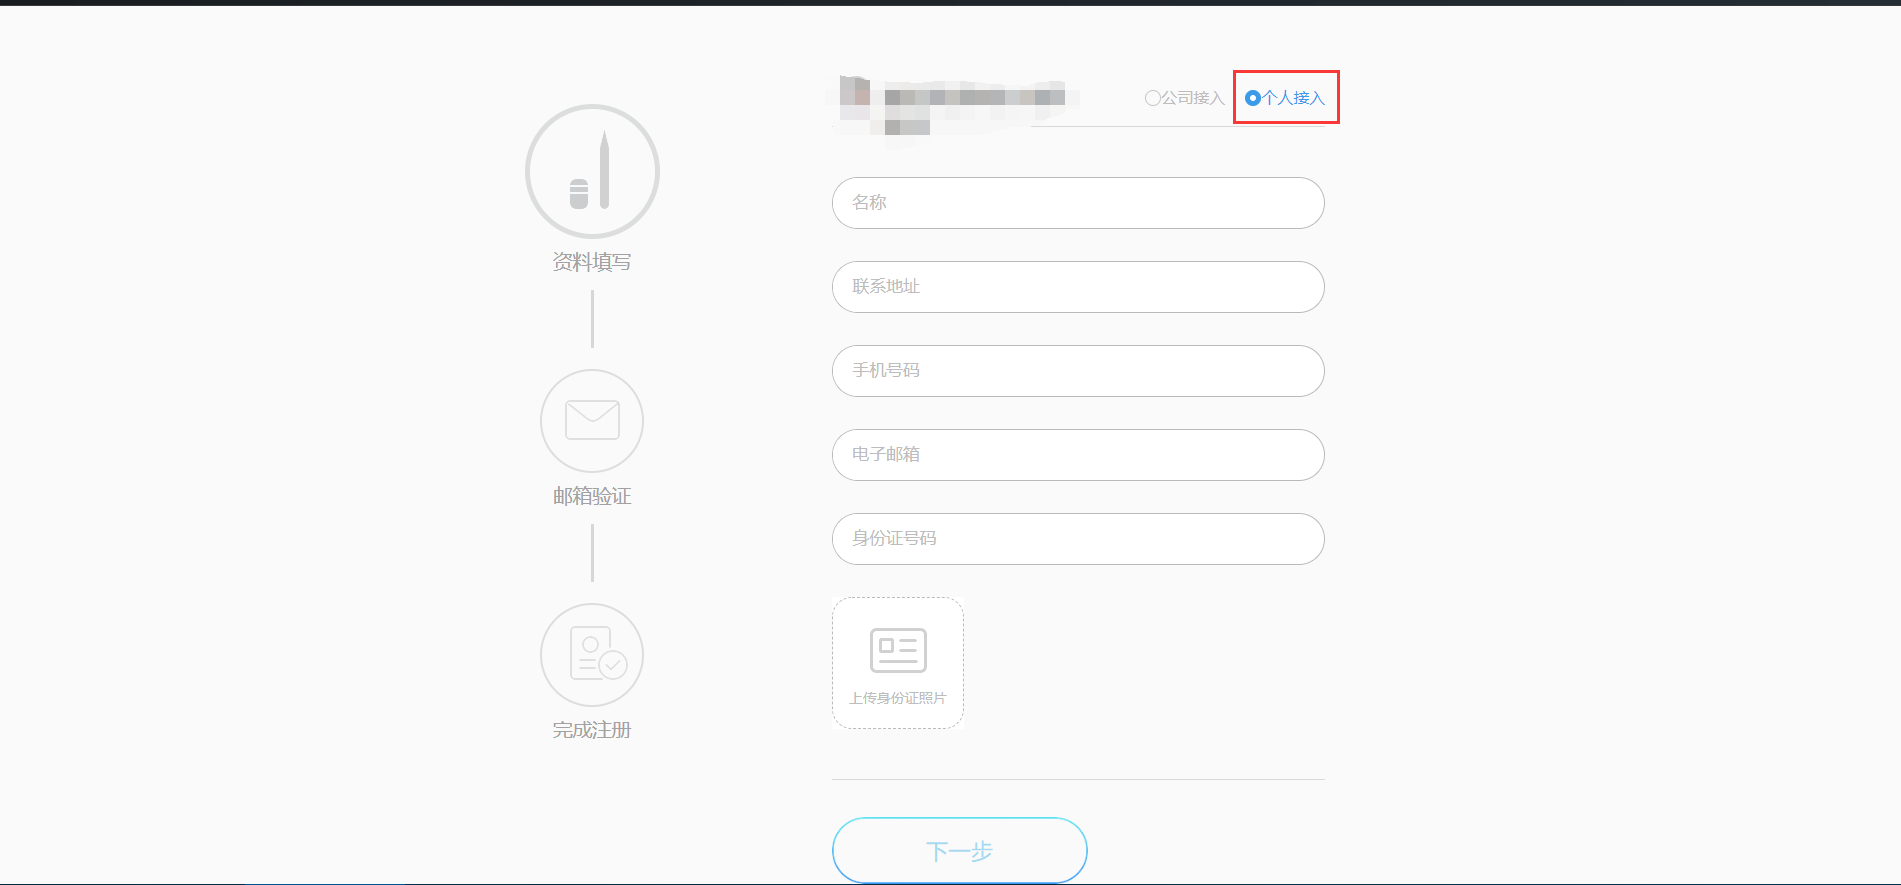 公司接入 个人接入
资料填写
邮箱验证
完成注册
名称
联系地址
手机号码
电子邮箱
身份证号码
上传身份证照片
下一步